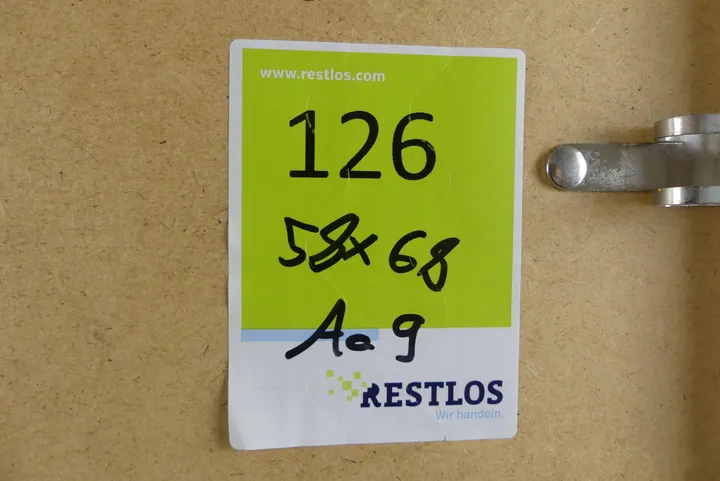 www.restlos.com
126
58x68
Aa 9
RESTLOS
Wir handeln.